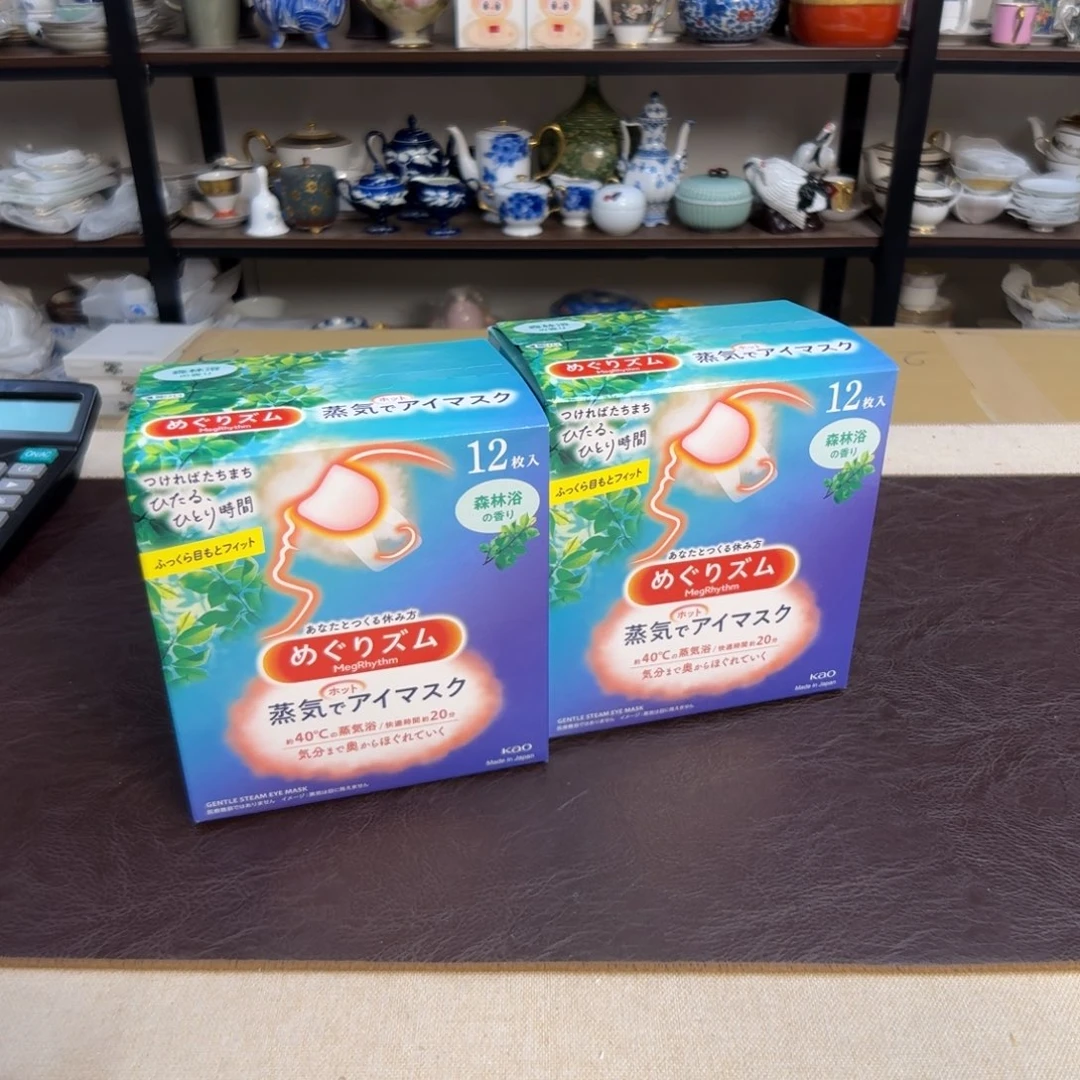 森林浴
の香り
めぐりズム
MegRhythm
ホット
蒸気でアイマスク
12枚入
つければたちまち
ひたる、
ひとり時間
ふっくら目もとフィット
森林浴
の香り
あなたとつくる休み方
めぐりズム
MegRhythm
ホット
蒸気でアイマスク
約40℃の蒸気浴/快適時間約20分
気分まで奥からほぐれていく
Kao
Made in Japan
GENTLE STEAM EYE MASK
森林浴
の香り
めぐりズム
MegRhythm
ホット
蒸気でアイマスク
12枚入
つければたちまち
ひたる、
ひとり時間
ふっくら目もとフィット
森林浴
の香り
あなたとつくる休み方
めぐりズム
MegRhythm
ホット
蒸気でアイマスク
約40℃の蒸気浴/快適時間約20分
気分まで奥からほぐれていく
Kao
Made in Japan
GENTLE STEAM EYE MASK